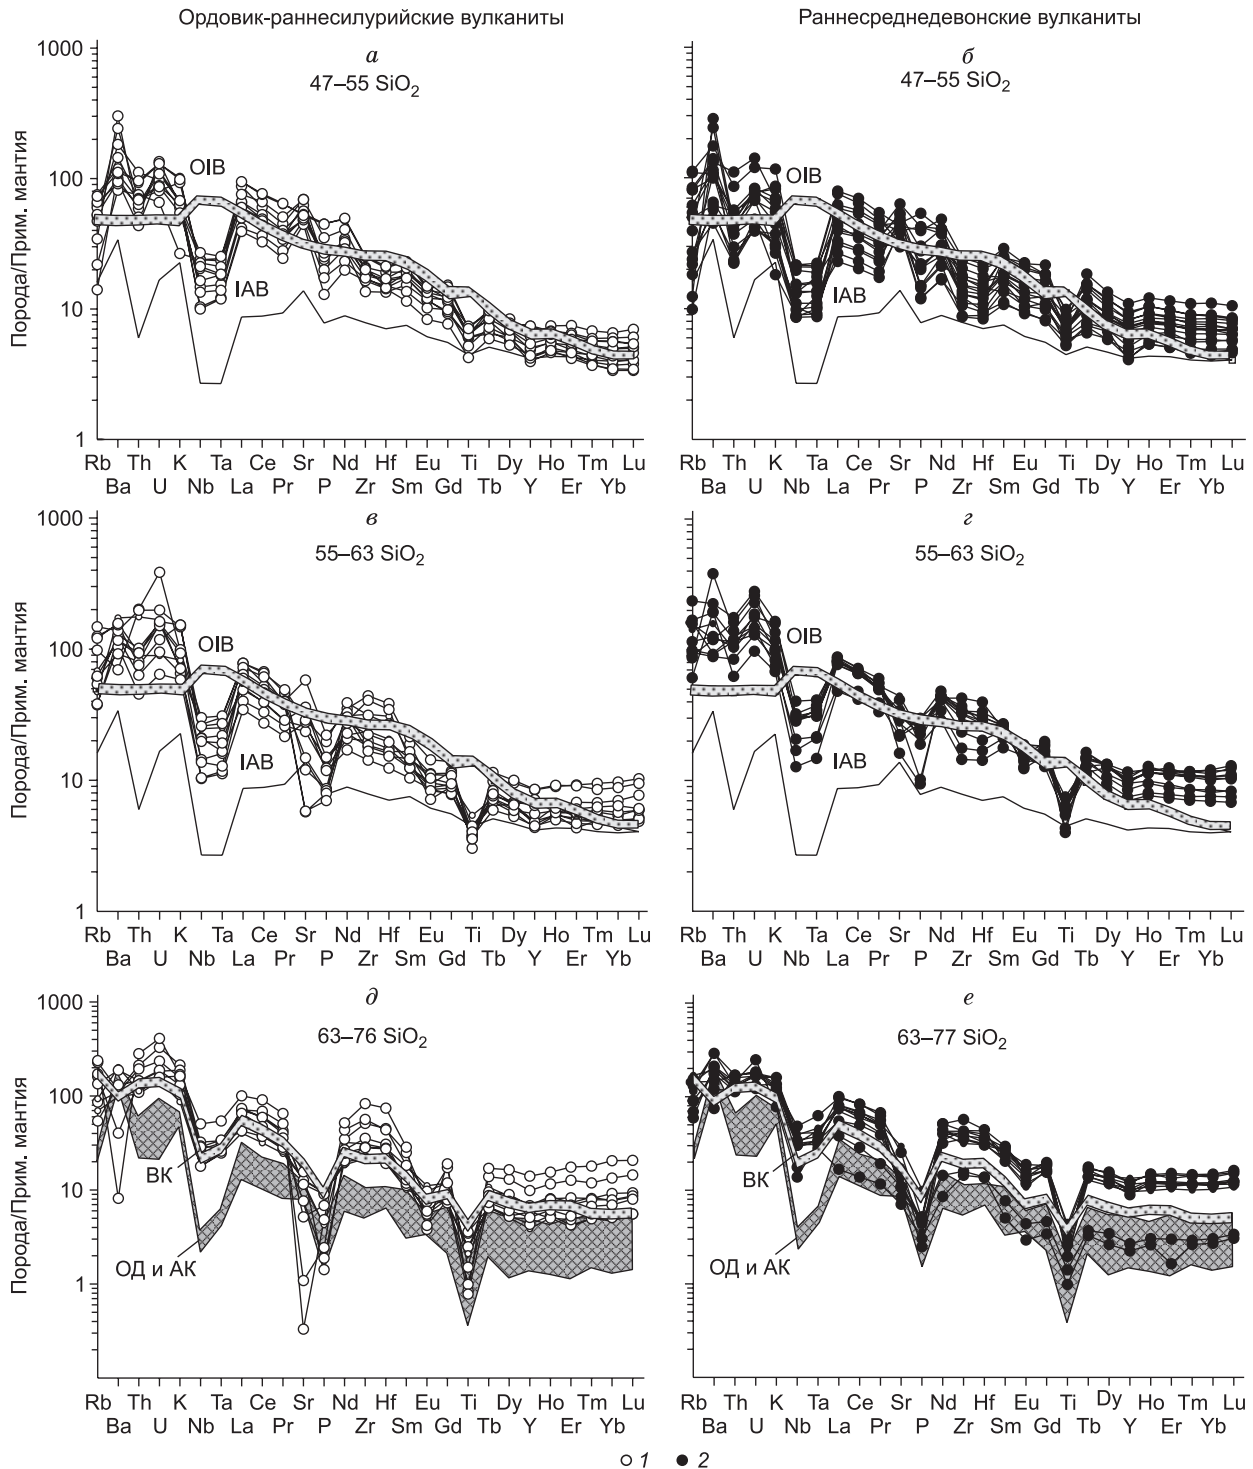 Ордовик-раннесилурийские вулканиты
Раннесреднедевонские вулканиты
а
47–55 SiO₂
Порода/Прим. мантия
1000
100
10
1
OIB
IAB
Rb Th K Ta Ce Sr Nd Hf Eu Ti Dy Ho Tm Lu
Ba U Nb La Pr P Zr Sm Gd Tb Y Er Yb
б
47–55 SiO₂
OIB
IAB
Rb Th K Ta Ce Sr Nd Hf Eu Ti Dy Ho Tm Lu
Ba U Nb La Pr P Zr Sm Gd Tb Y Er Yb
в
55–63 SiO₂
Порода/Прим. мантия
1000
100
10
1
OIB
IAB
Rb Th K Ta Ce Sr Nd Hf Eu Ti Dy Ho Tm Lu
Ba U Nb La Pr P Zr Sm Gd Tb Y Er Yb
г
55–63 SiO₂
OIB
IAB
Rb Th K Ta Ce Sr Nd Hf Eu Ti Dy Ho Tm Lu
Ba U Nb La Pr P Zr Sm Gd Tb Y Er Yb
д
63–76 SiO₂
Порода/Прим. мантия
1000
100
10
1
ВК
ОД и АК
Rb Th K Ta Ce Sr Nd Hf Eu Ti Dy Ho Tm Lu
Ba U Nb La Pr P Zr Sm Gd Tb Y Er Yb
е
63–77 SiO₂
ВК
ОД и АК
Rb Th K Ta Ce Sr Nd Hf Eu Ti Dy Ho Tm Lu
Ba U Nb La Pr P Zr Sm Gd Tb Y Er Yb
1 2